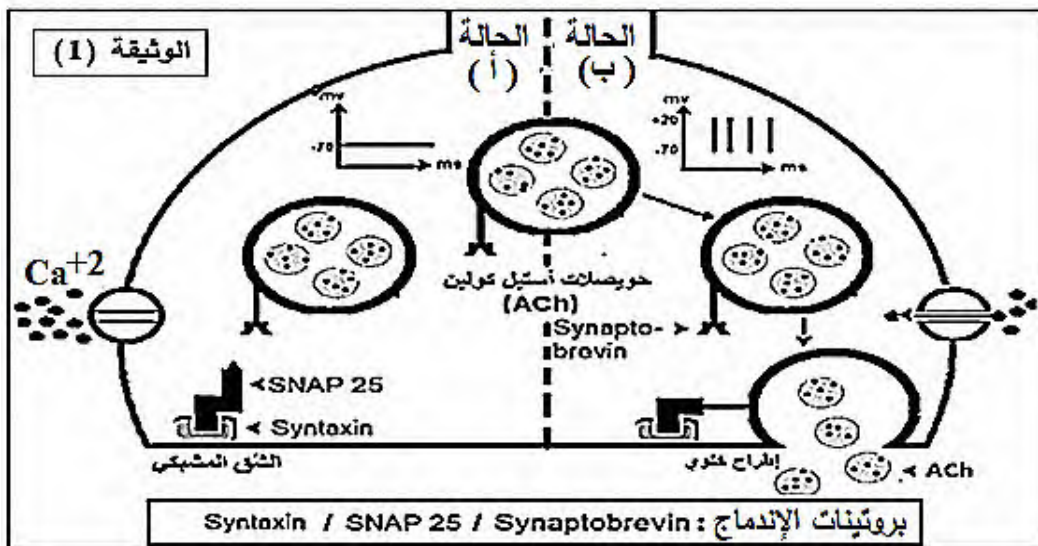 الوثيقة (1)
الحالة
(أ)
الحالة
(ب)
mv
-70
ms
mv
+20
-70
ms
Ca+2
حويصلات أستيل كولين
(ACh)
Synapto-
brevin
SNAP 25
Syntaxin
الشق المشبكي
إطراح خلوي
ACh
بروتينات الإندماج : Syntaxin / SNAP 25 / Synaptobrevin